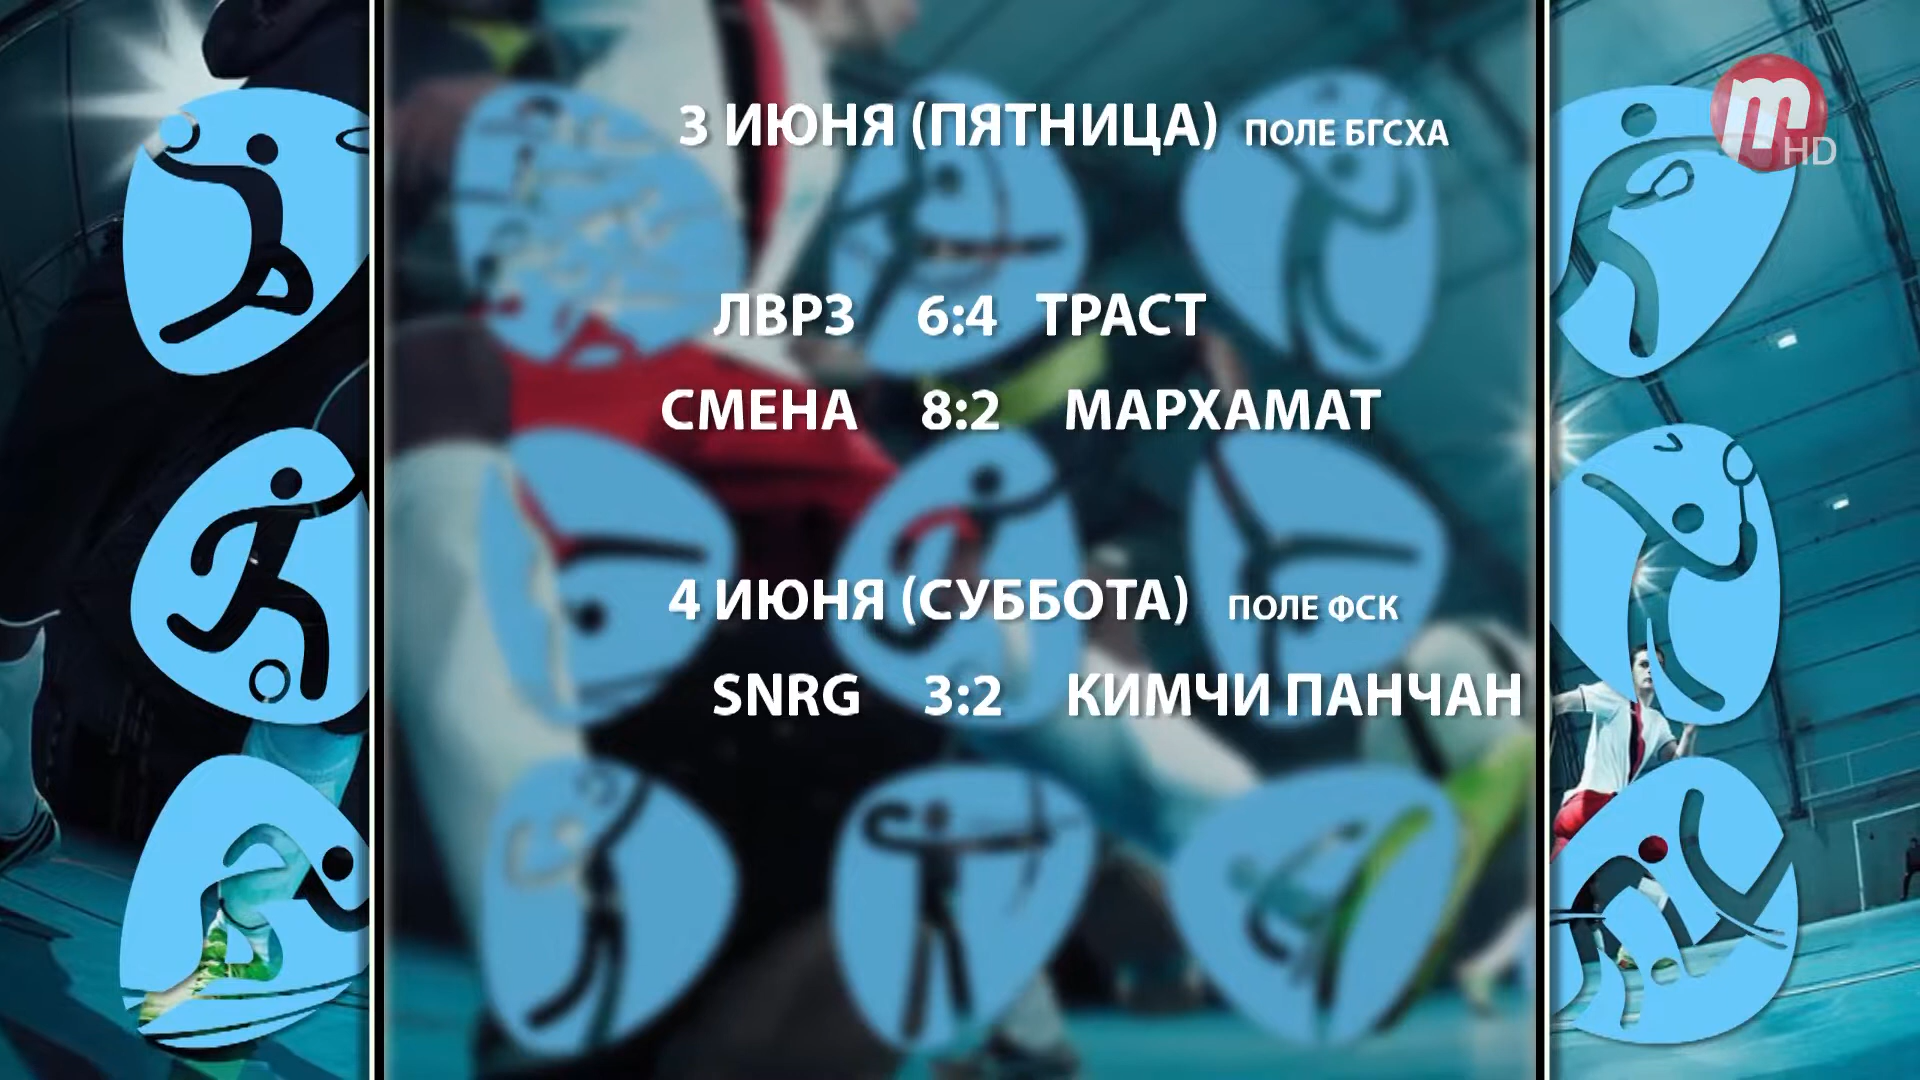 3 ИЮНЯ (ПЯТНИЦА) ПОЛЕ БГСХА
m HD
ЛВРЗ 6:4 ТРАСТ
СМЕНА 8:2 МАРХАМАТ
4 ИЮНЯ (СУББОТА) ПОЛЕ ФСК
SNRG 3:2 КИМЧИ ПАНЧАН